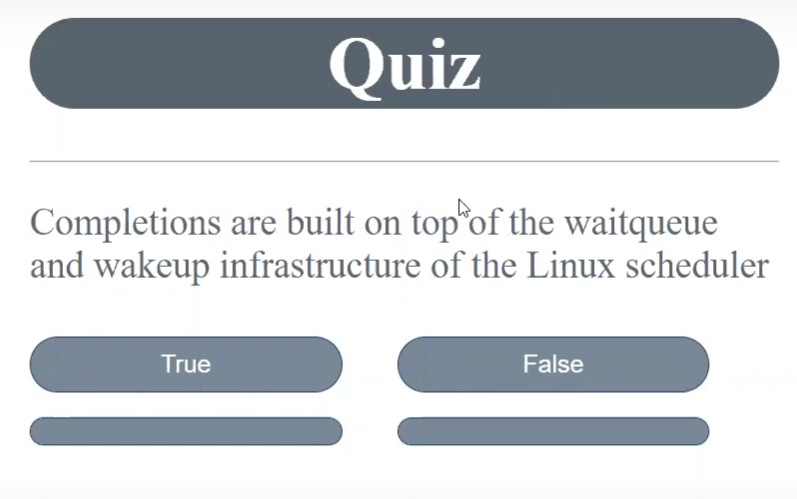 Quiz
Completions are built on top of the waitqueue
and wakeup infrastructure of the Linux scheduler
True
False